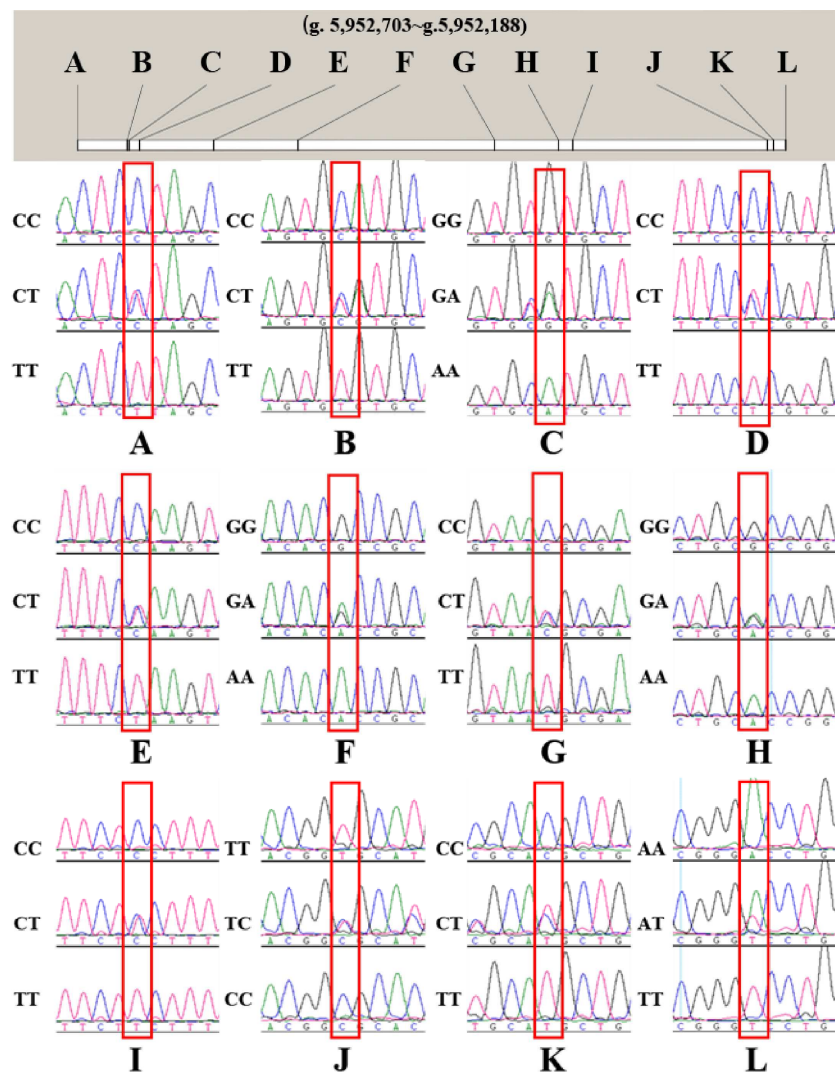 (g. 5,952,703~g.5,952,188)
A B C D E F G H I J K L
CC CC GG CC
A C T C C T A G C A G T G C A T G C G T G T G G G C T T T C C C C G T G
CT CT GA CT
A C T C C T A G C A G T G C G T G C G T G C G T G C T T T C C T C G T G
TT TT AA TT
A C T C T T A G C A G T G T G T G C G T G C A T G C T T T C C T C G T G
A B C D
CC GG CC GG
T T T C C A A G T A C A C G C C G C G T A A C G C G A C T G C G C C G G
CT GA CT GA
T T T C C A A G T A C A C A C C G C G T A A C G C G A C T G C A C C G G
TT AA TT AA
T T T C T A A G T A C A C A C C G C G T A A T G C G A C T G C A C C G G
E F G H
CC TT CC AA
T T C T C C T T T A C G G T G C A T C G C A C G C T G C G G G A C C T G
CT TC CT AT
T T C T C C T T T A C G G C G C A T C G C A T G C T G C G G G T C C T G
TT CC TT TT
T T C T T C T T T A C G G C G C A C T G C A T G C T G C G G G T C C T G
I J K L